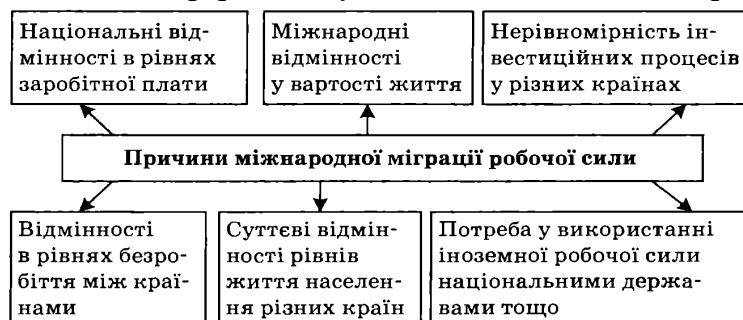 Національні від-
мінності в рівнях
заробітної плати
Міжнародні
відмінності
у вартості життя
Нерівномірність ін-
вестиційних процесів
у різних країнах
Причини міжнародної міграції робочої сили
Відмінності
в рівнях безро-
біття між краї-
нами
Суттєві відмін-
ності рівнів
життя населен-
ня різних країн
Потреба у використанні
іноземної робочої сили
національними держа-
вами тощо